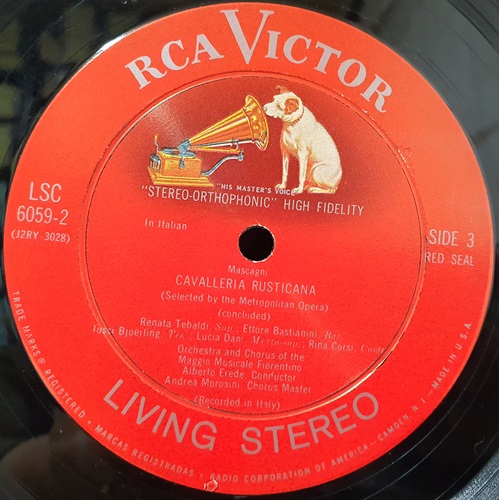 RCA VICTOR
"HIS MASTER'S VOICE"
"STEREO-ORTHOPHONIC" HIGH FIDELITY
LSC
6059-2
(J2RY 3028)
In Italian
SIDE 3
RED SEAL
Mascagni
CAVALLERIA RUSTICANA
(Selected by the Metropolitan Opera)
(concluded)
Renata Tebaldi, Sop.; Ettore Bastianini, Bar.
Jussi Bjoerling, Ten.; Lucia Dani, Mezzo-sop.; Rina Corsi, Cont.
Orchestra and Chorus of the
Maggio Musicale Fiorentino
Alberto Erede, Conductor
Andrea Morosini, Chorus Master
(Recorded in Italy)
LIVING STEREO
TRADE MARKS ® REGISTERED • MARCAS REGISTRADAS • RADIO CORPORATION OF AMERICA—CAMDEN, N.J.—MADE IN U.S.A.